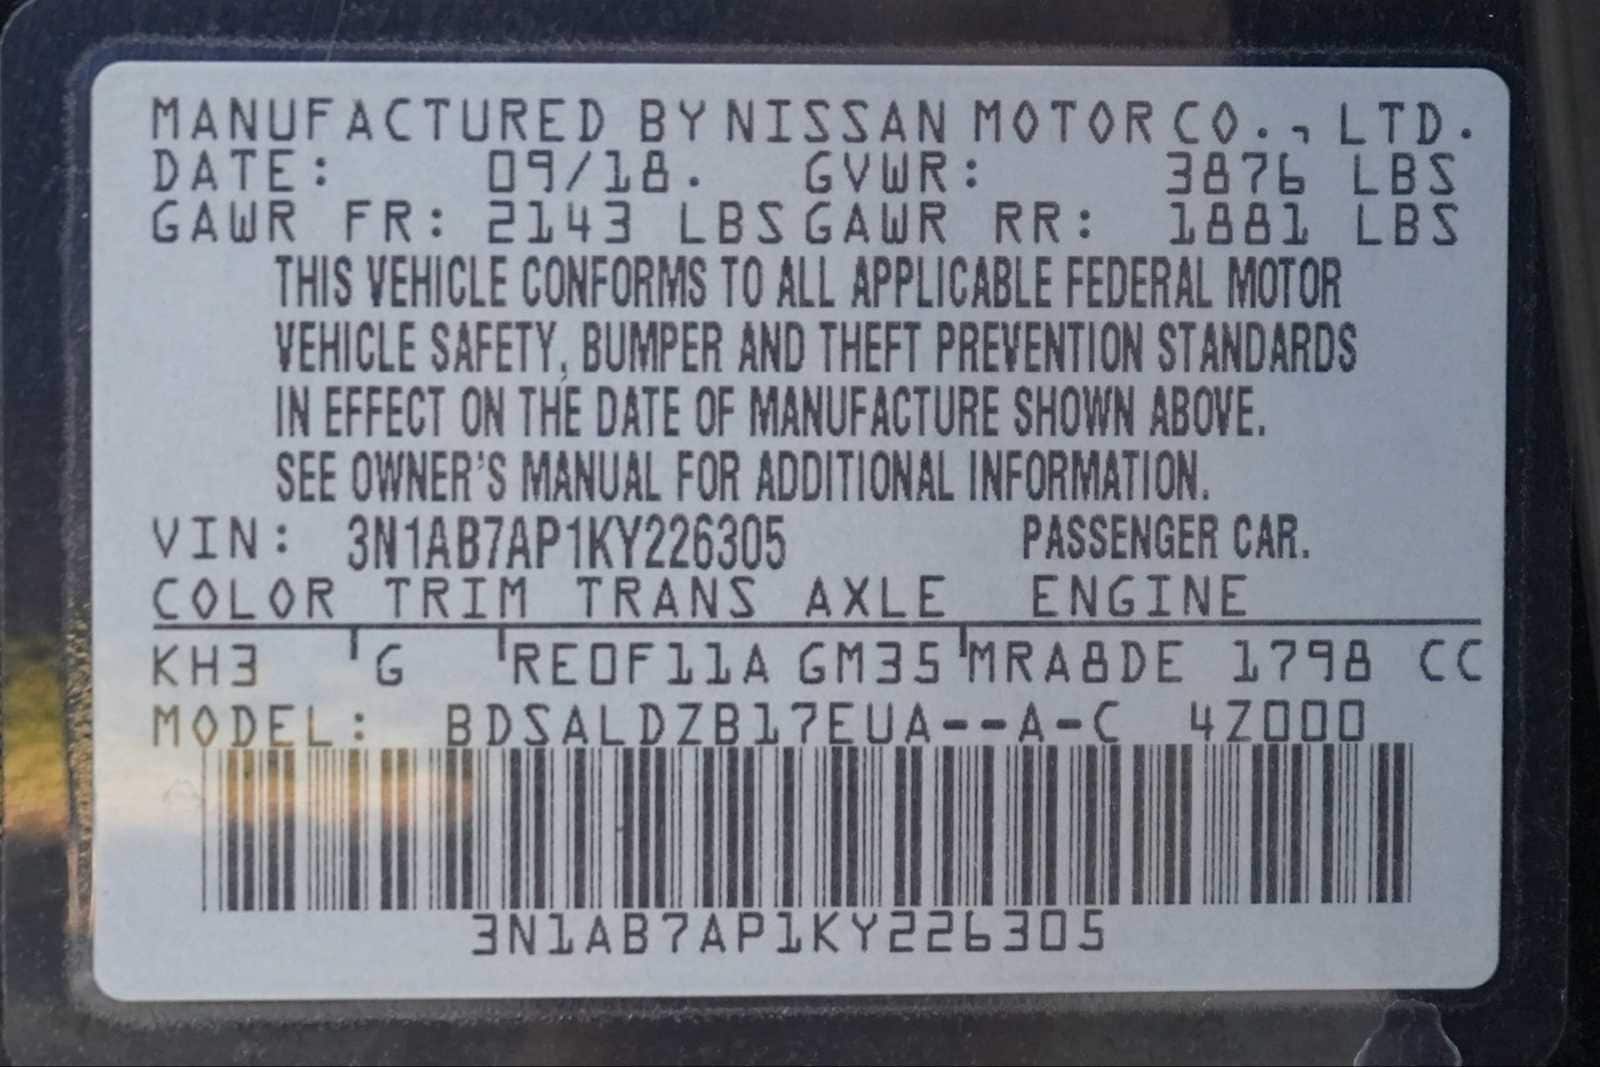 MANUFACTURED BY NISSAN MOTOR CO., LTD.
DATE: 09/18. GVWR: 3876 LBS
GAWR FR: 2143 LBS GAWR RR: 1881 LBS
THIS VEHICLE CONFORMS TO ALL APPLICABLE FEDERAL MOTOR
VEHICLE SAFETY, BUMPER AND THEFT PREVENTION STANDARDS
IN EFFECT ON THE DATE OF MANUFACTURE SHOWN ABOVE.
SEE OWNER'S MANUAL FOR ADDITIONAL INFORMATION.
VIN: 3N1AB7AP1KY226305 PASSENGER CAR.
COLOR TRIM TRANS AXLE ENGINE
KH3 G RE0F11A GM35 MRA8DE 1798 CC
MODEL: BDSALDZB17EUA--A-C 4Z000
3N1AB7AP1KY226305